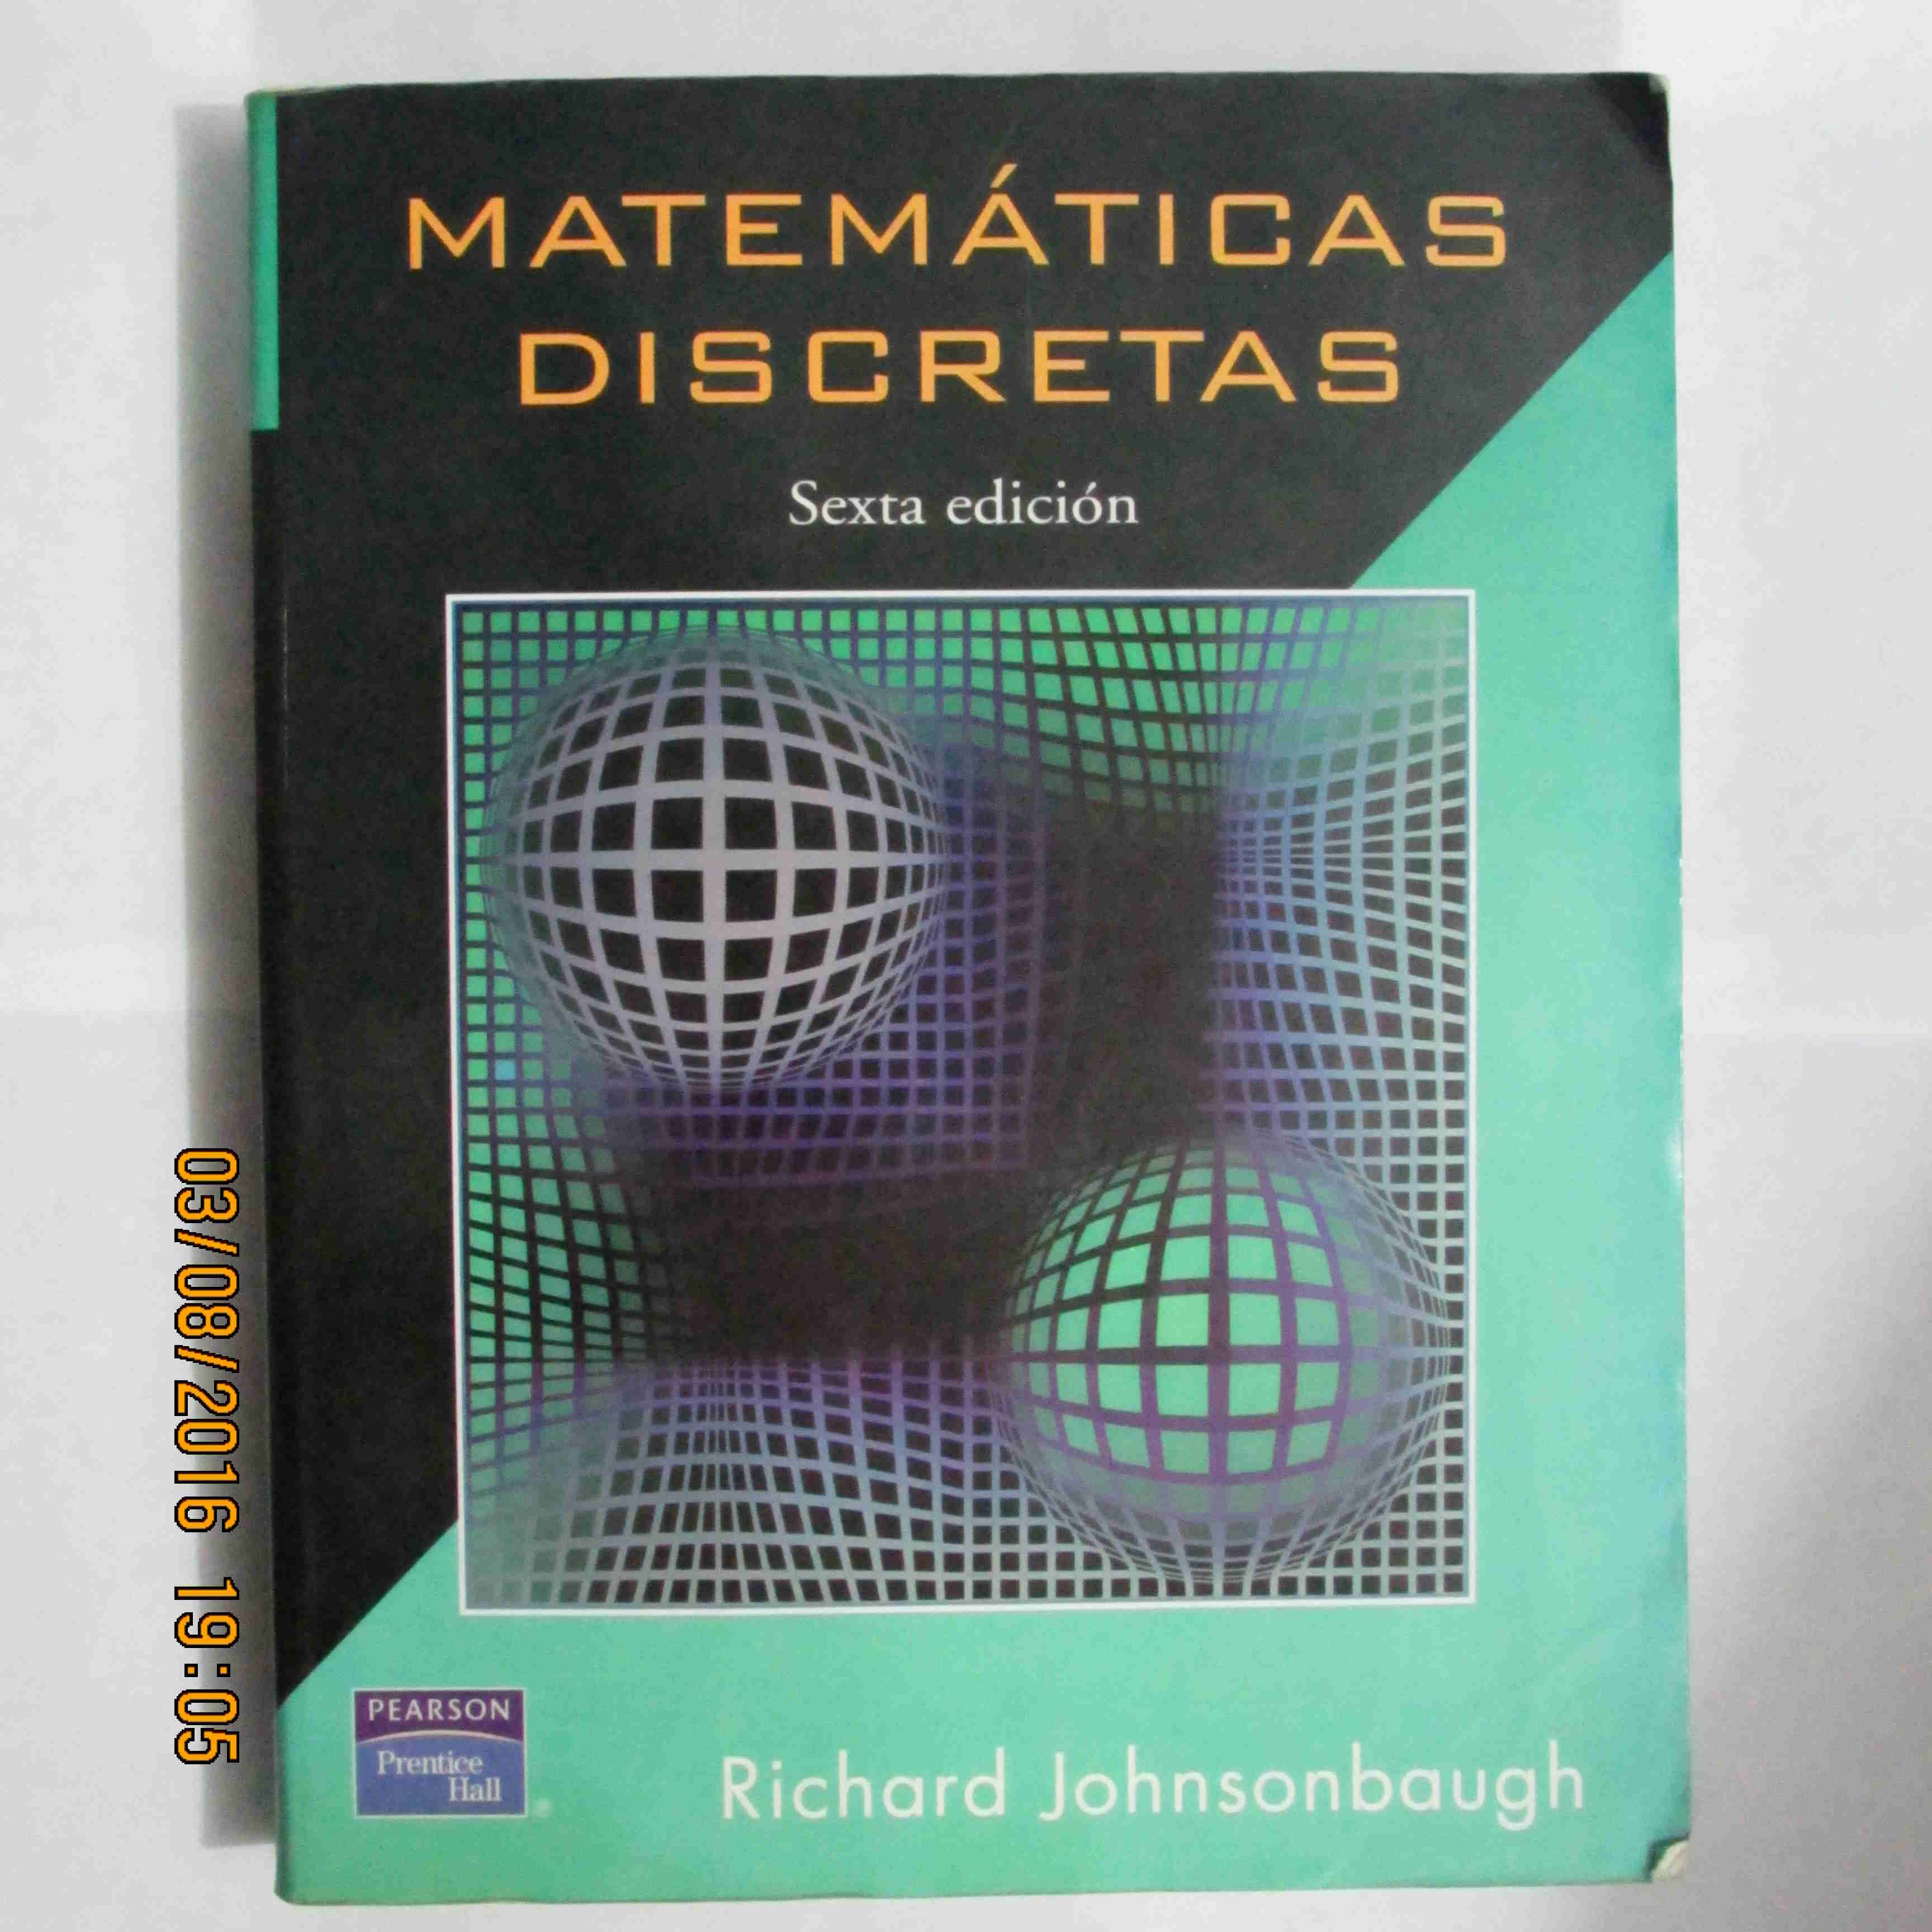 MATEMÁTICAS
DISCRETAS
Sexta edición
PEARSON
Prentice
Hall
®
Richard Johnsonbaugh
03/08/2016 19:05